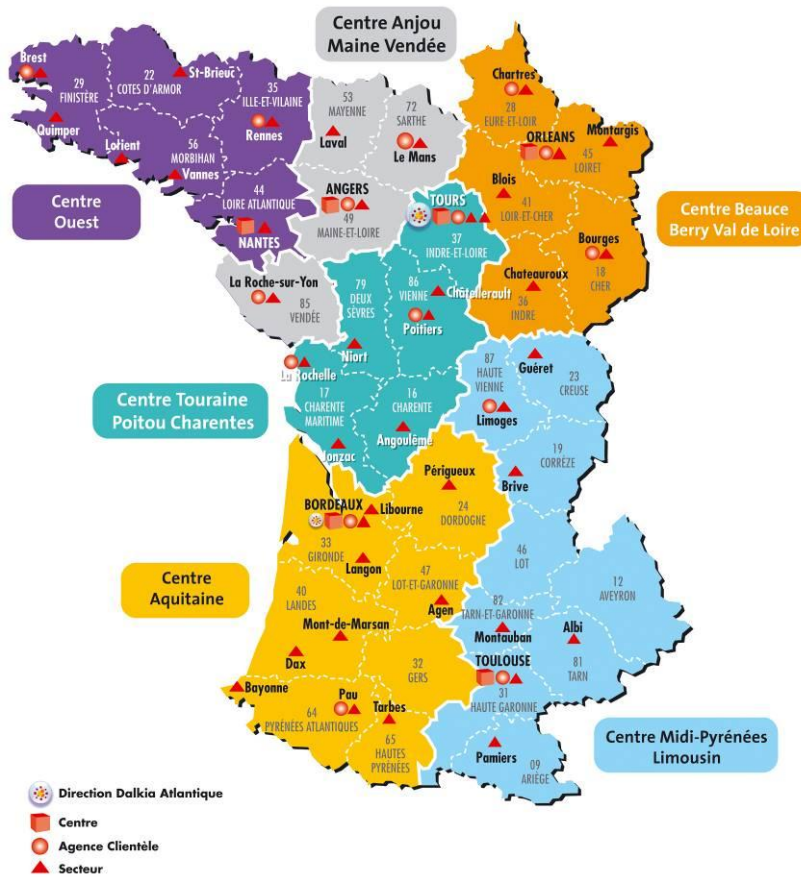 Centre Anjou
Maine Vendée
Brest
29
FINISTÈRE
Quimper
22
COTES D'ARMOR
St-Brieuc
35
ILLE-ET-VILAINE
Rennes
Lorient
56
MORBIHAN
Vannes
44
LOIRE ATLANTIQUE
NANTES
Centre
Ouest
53
MAYENNE
Laval
72
SARTHE
Le Mans
ANGERS
49
MAINE-ET-LOIRE
La Roche-sur-Yon
85
VENDÉE
Chartres
28
EURE-ET-LOIR
ORLEANS
Montargis
45
LOIRET
Blois
41
LOIR-ET-CHER
Bourges
18
CHER
Chateauroux
36
INDRE
Centre Beauce
Berry Val de Loire
TOURS
37
INDRE-ET-LOIRE
79
DEUX
SÈVRES
86
VIENNE
Châtellerault
Poitiers
Niort
La Rochelle
17
CHARENTE
MARITIME
16
CHARENTE
Angoulême
Jonzac
Centre Touraine
Poitou Charentes
87
HAUTE
VIENNE
Limoges
Guéret
23
CREUSE
19
CORRÈZE
Brive
Périgueux
24
DORDOGNE
BORDEAUX
Libourne
33
GIRONDE
Langon
47
LOT-ET-GARONNE
Agen
Centre
Aquitaine
40
LANDES
Mont-de-Marsan
Dax
32
GERS
Bayonne
Pau
64
PYRÉNÉES ATLANTIQUES
Tarbes
65
HAUTES
PYRÉNÉES
46
LOT
12
AVEYRON
82
TARN-ET-GARONNE
Montauban
Albi
81
TARN
TOULOUSE
31
HAUTE GARONNE
Pamiers
09
ARIÈGE
Centre Midi-Pyrénées
Limousin
Direction Dalkia Atlantique
Centre
Agence Clientèle
Secteur